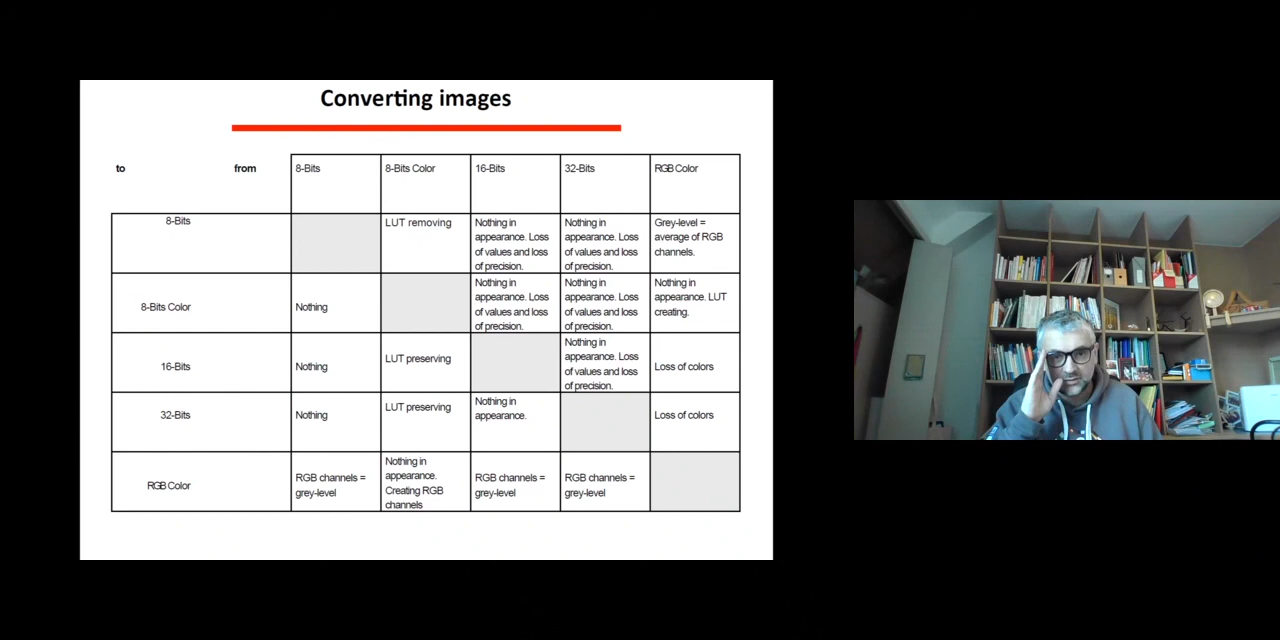 Converting images
to from 8-Bits 8-Bits Color 16-Bits 32-Bits RGB Color
8-Bits
LUT removing
Nothing in
appearance. Loss
of values and loss
of precision.
Nothing in
appearance. Loss
of values and loss
of precision.
Grey-level =
average of RGB
channels.
8-Bits Color
Nothing
Nothing in
appearance. Loss
of values and loss
of precision.
Nothing in
appearance. Loss
of values and loss
of precision.
Nothing in
appearance. LUT
creating.
16-Bits
Nothing
LUT preserving
Nothing in
appearance. Loss
of values and loss
of precision.
Loss of colors
32-Bits
Nothing
LUT preserving
Nothing in
appearance.
Loss of colors
RGB Color
RGB channels =
grey-level
Nothing in
appearance.
Creating RGB
channels
RGB channels =
grey-level
RGB channels =
grey-level